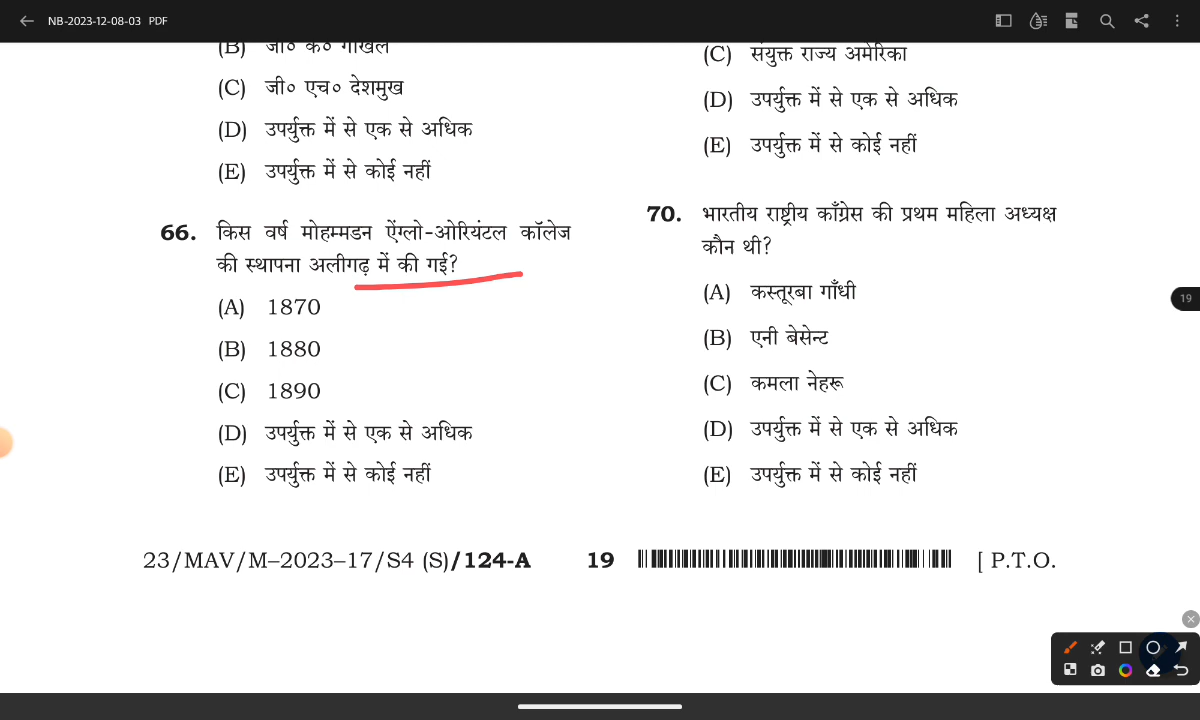 NB-2023-12-08-03 PDF
(B) जी० के० गोखले
(C) जी० एच० देशमुख
(D) उपर्युक्त में से एक से अधिक
(E) उपर्युक्त में से कोई नहीं
66. किस वर्ष मोहम्मडन ऐंग्लो-ओरियंटल कॉलेज
की स्थापना अलीगढ़ में की गई?
(A) 1870
(B) 1880
(C) 1890
(D) उपर्युक्त में से एक से अधिक
(E) उपर्युक्त में से कोई नहीं
(C) संयुक्त राज्य अमेरिका
(D) उपर्युक्त में से एक से अधिक
(E) उपर्युक्त में से कोई नहीं
70. भारतीय राष्ट्रीय काँग्रेस की प्रथम महिला अध्यक्ष
कौन थी?
(A) कस्तूरबा गाँधी
(B) एनी बेसेन्ट
(C) कमला नेहरू
(D) उपर्युक्त में से एक से अधिक
(E) उपर्युक्त में से कोई नहीं
19
23/MAV/M–2023–17/S4 (S)/124-A 19 [ P.T.O.